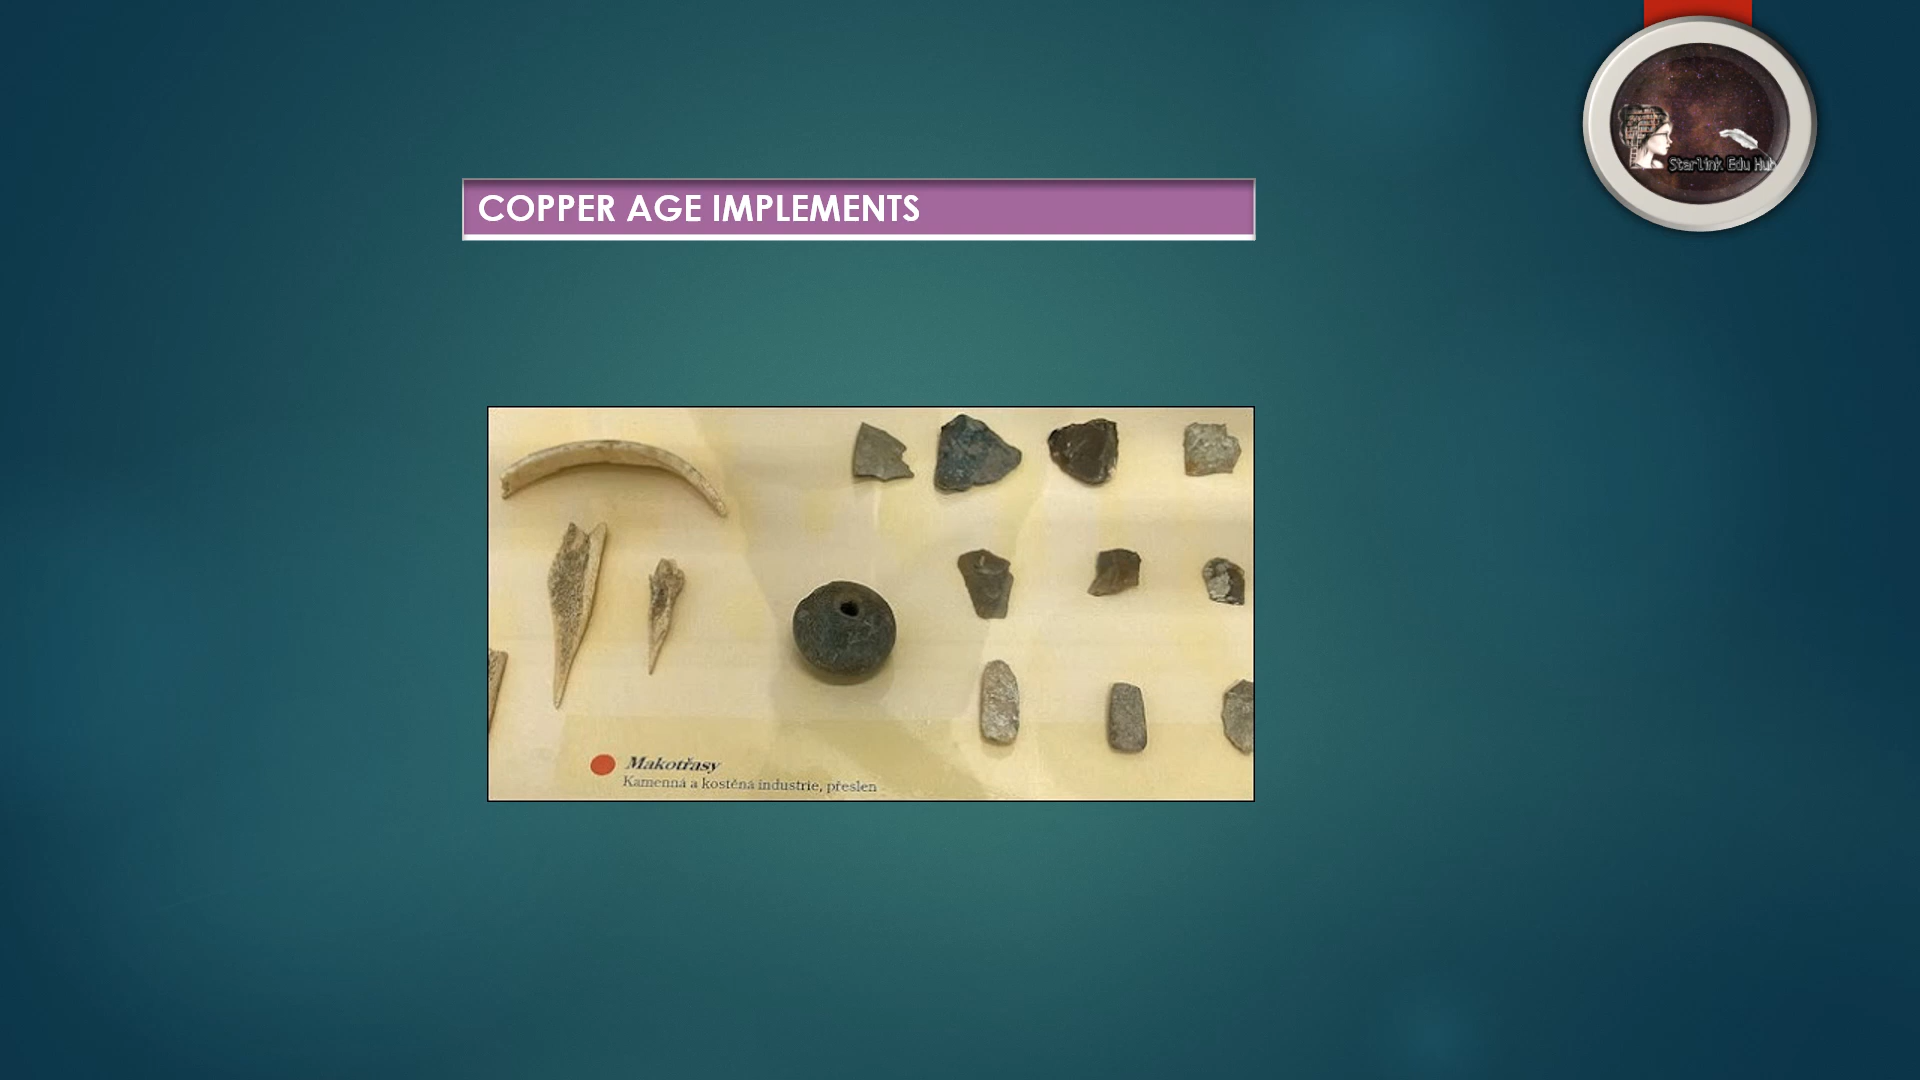 Starlink Edu Hub
COPPER AGE IMPLEMENTS
Makotřasy
Kamenná a kostěná industrie, přeslen